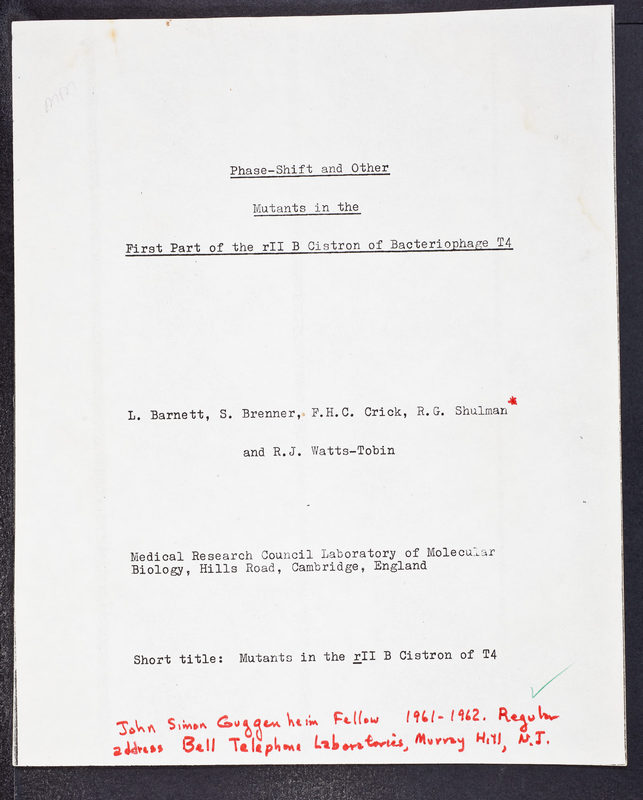 Phase-Shift and Other
Mutants in the
First Part of the rII B Cistron of Bacteriophage T4
L. Barnett, S. Brenner, F.H.C. Crick, R.G. Shulman*
and R.J. Watts-Tobin
Medical Research Council Laboratory of Molecular
Biology, Hills Road, Cambridge, England
Short title: Mutants in the rII B Cistron of T4
John Simon Guggenheim Fellow 1961-1962. Regular
address Bell Telephone Laboratories, Murray Hill, N.J.